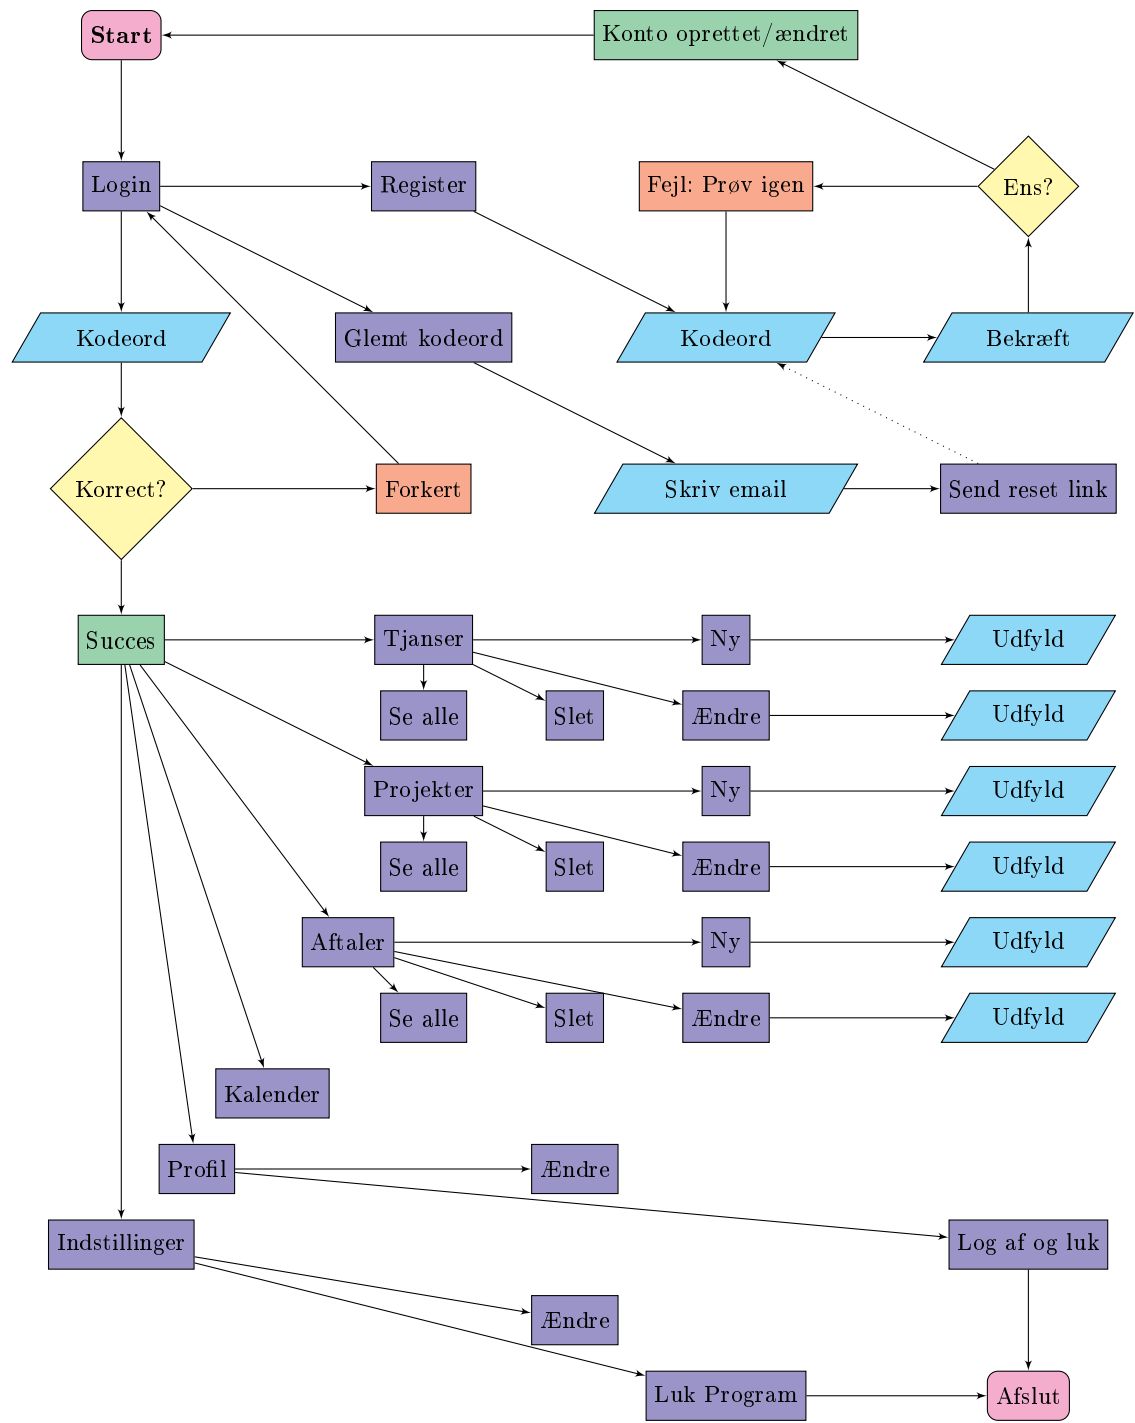 Start
Konto oprettet/ændret
Login
Register
Fejl: Prøv igen
Ens?
Kodeord
Glemt kodeord
Kodeord
Bekræft
Korrect?
Forkert
Skriv email
Send reset link
Succes
Tjanser
Ny
Udfyld
Se alle
Slet
Ændre
Udfyld
Projekter
Ny
Udfyld
Se alle
Slet
Ændre
Udfyld
Aftaler
Ny
Udfyld
Se alle
Slet
Ændre
Udfyld
Kalender
Profil
Ændre
Indstillinger
Log af og luk
Ændre
Luk Program
Afslut